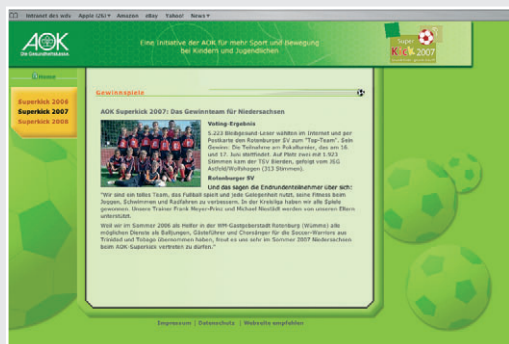 Intranet des wdv Apple (26) Amazon eBay Yahoo! News
AOK
Die Gesundheitskasse.
Eine Initiative der AOK für mehr Sport und Bewegung
bei Kindern und Jugendlichen
Super
Kick 2007
Home
Superkick 2006
Superkick 2007
Superkick 2008
Gewinnspiele
AOK Superkick 2007: Das Gewinnteam für Niedersachsen
Voting-Ergebnis
5.223 Bleibgesund-Leser wählten im Internet und per
Postkarte den Rotenburger SV zum "Top-Team". Sein
Gewinn: Die Teilnahme am Pokalturnier, das am 16.
und 17. Juni stattfindet. Auf Platz zwei mit 1.923
Stimmen kam der TSV Bierden, gefolgt vom JSG
Astfeld/Wolfshagen (313 Stimmen).
Rotenburger SV
Und das sagen die Endrundenteilnehmer über sich:
"Wir sind ein tolles Team, das Fußball spielt und jede Gelegenheit nutzt, seine Fitness beim
Joggen, Schwimmen und Radfahren zu verbessern. In der Kreisliga haben wir alle Spiele
gewonnen. Unsere Trainer Frank Meyer-Prinz und Michael Niestädt werden von unseren Eltern
unterstützt.
Weil wir im Sommer 2006 als Helfer in der WM-Gastgeberstadt Rotenburg (Wümme) alle
möglichen Dienste als Balljungen, Gästeführer und Chorsänger für die Soccer-Warriors aus
Trinidad und Tobago übernommen haben, freut es uns sehr im Sommer 2007 Niedersachsen
beim AOK-Superkick vertreten zu dürfen."
Impressum | Datenschutz | Webseite empfehlen